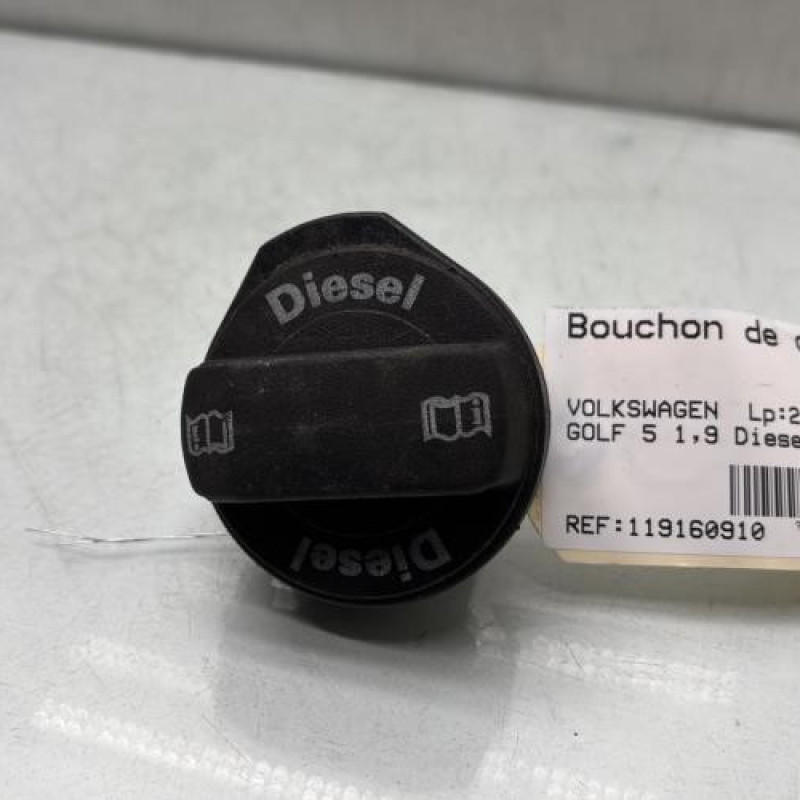 Diesel
Diesel
Bouchon de
VOLKSWAGEN Lp:2
GOLF 5 1,9 Diese
REF:119160910